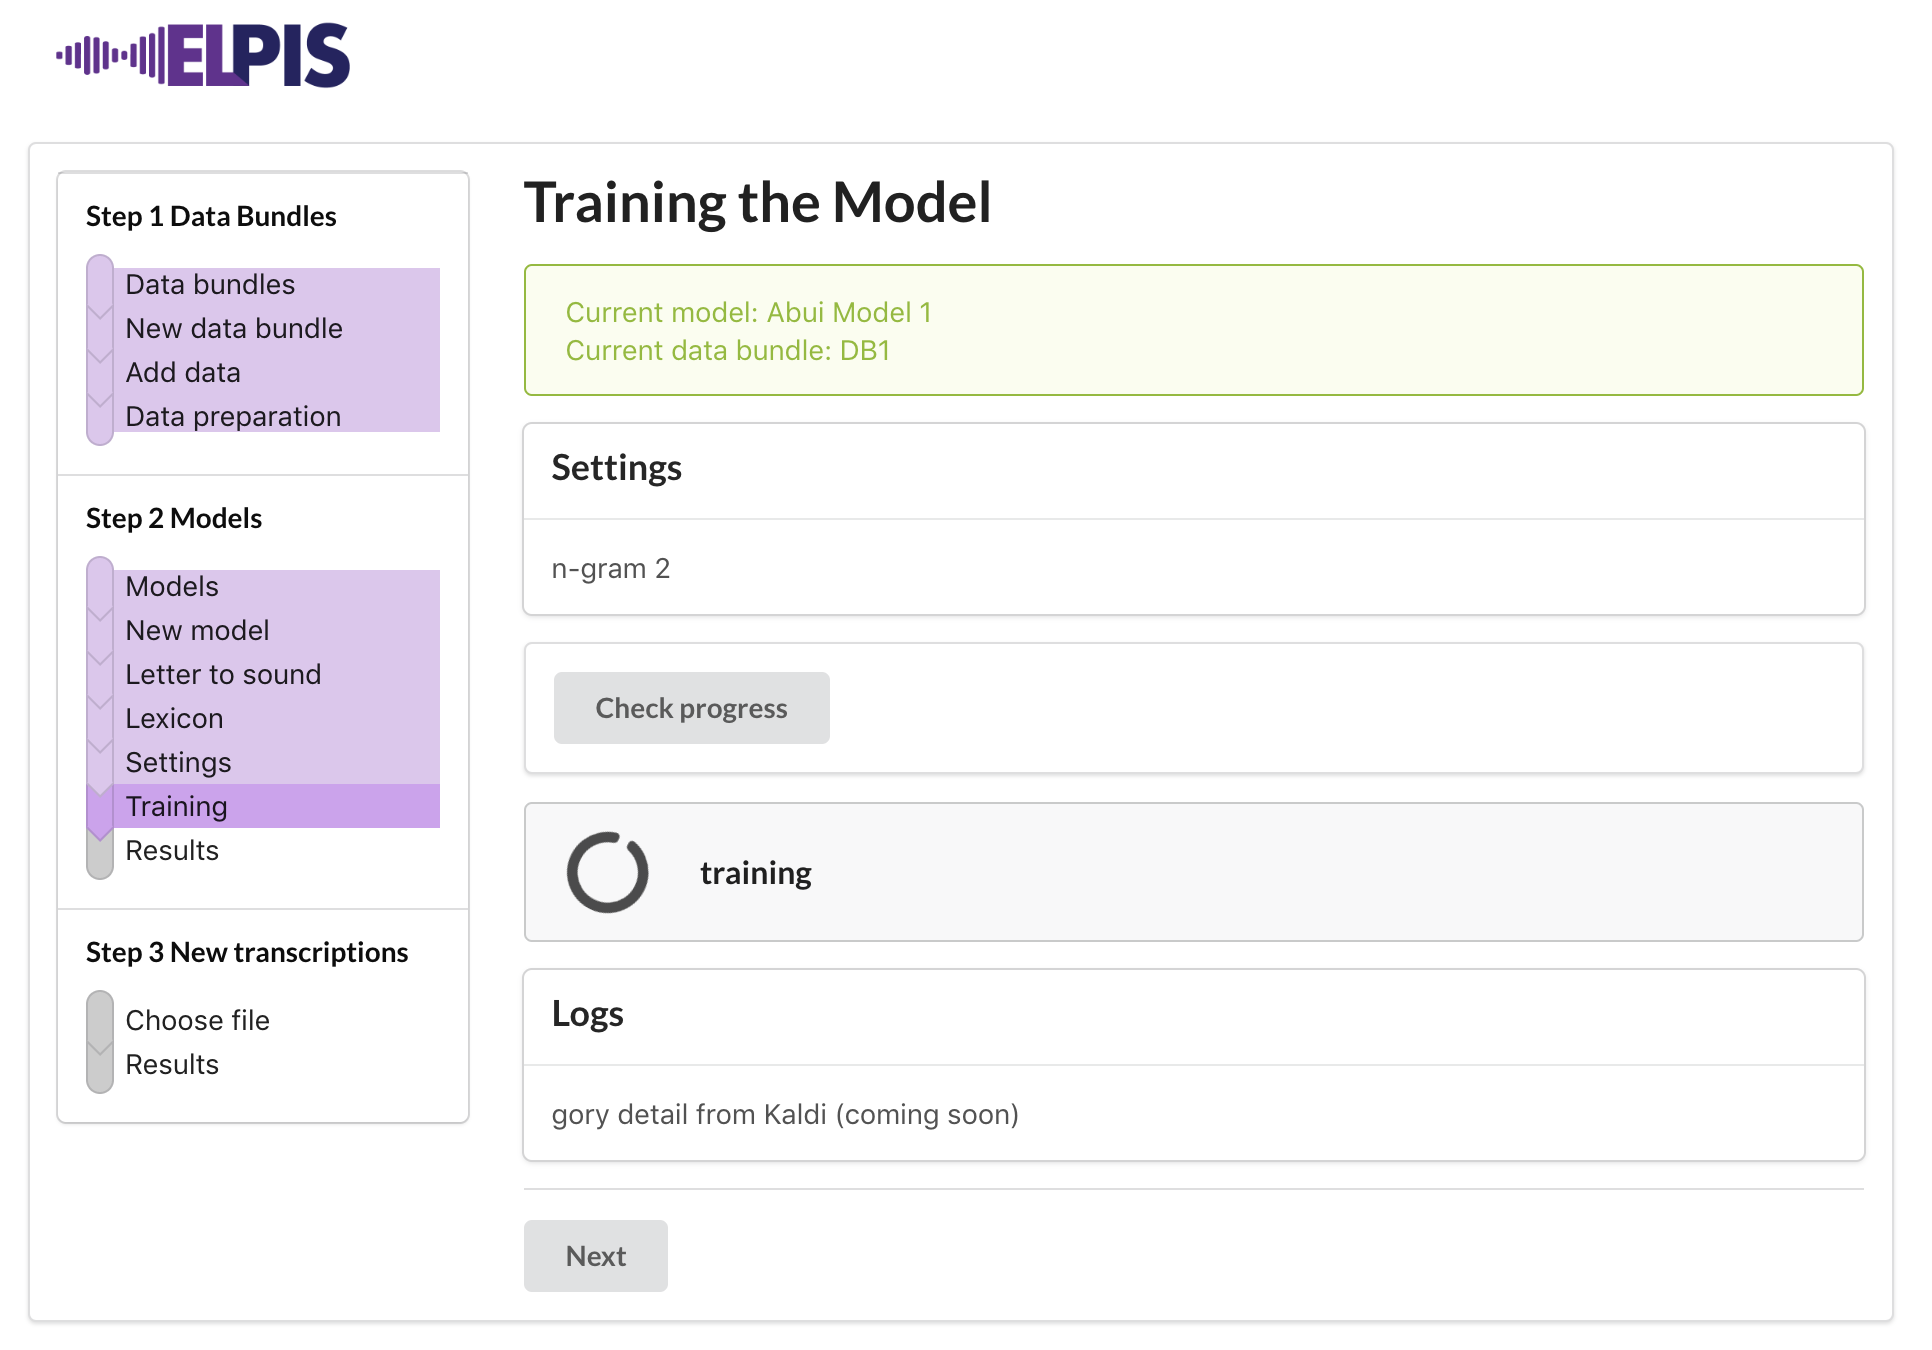 ELPIS
Step 1 Data Bundles
Data bundles
New data bundle
Add data
Data preparation
Step 2 Models
Models
New model
Letter to sound
Lexicon
Settings
Training
Results
Step 3 New transcriptions
Choose file
Results
Training the Model
Current model: Abui Model 1
Current data bundle: DB1
Settings
n-gram 2
Check progress
training
Logs
gory detail from Kaldi (coming soon)
Next